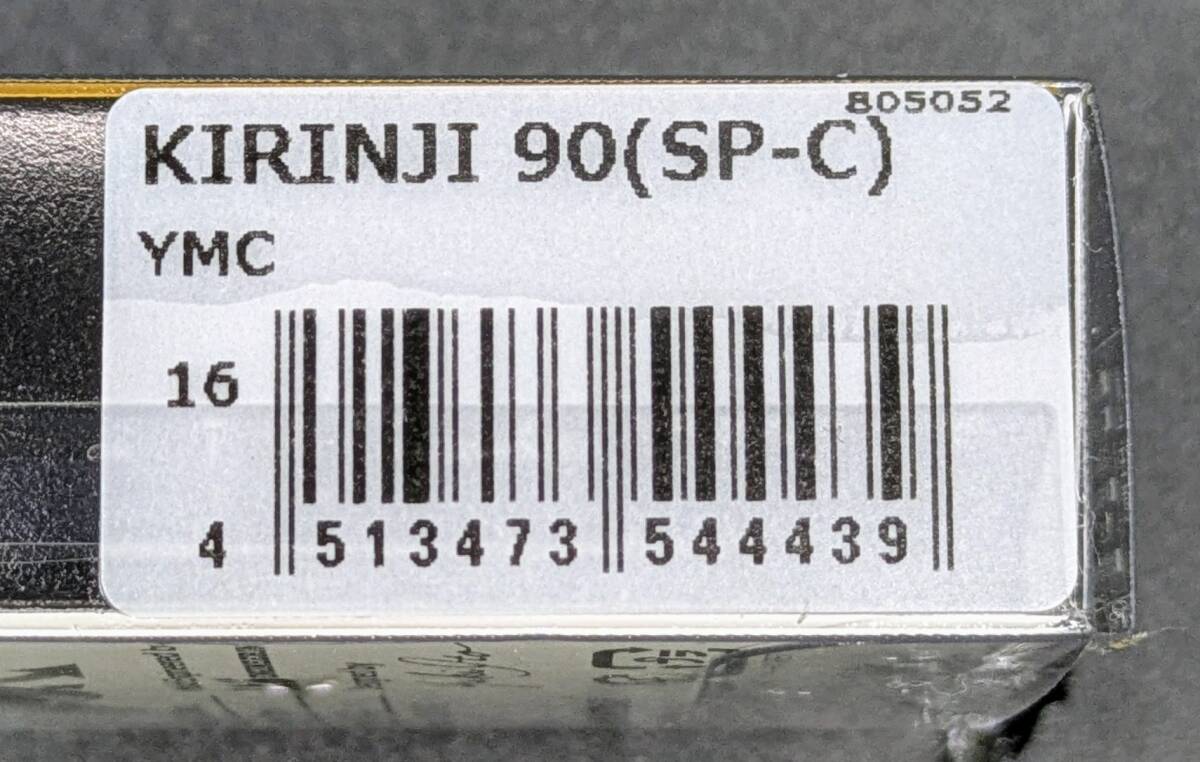 805052
KIRINJI 90(SP-C)
YMC
16
4 513473 544439